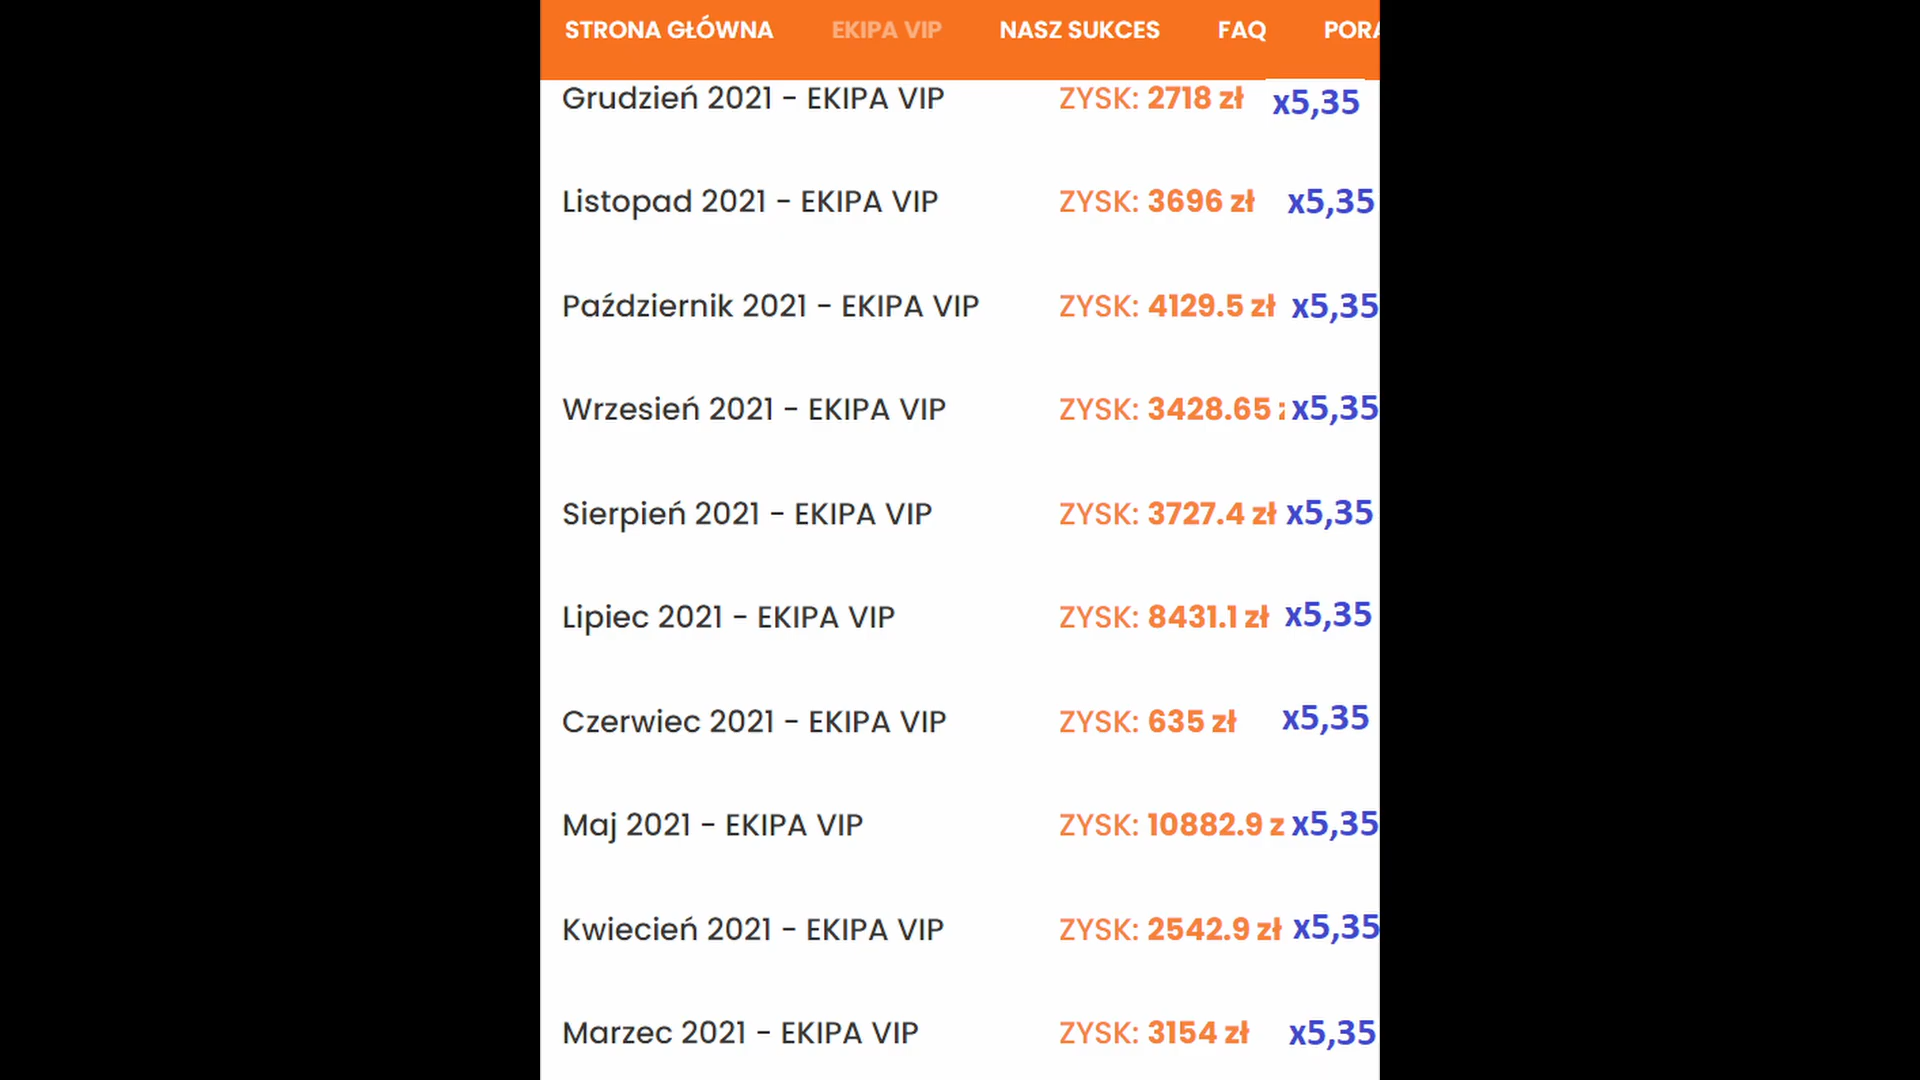 STRONA GŁÓWNA EKIPA VIP NASZ SUKCES FAQ
Grudzień 2021 - EKIPA VIP ZYSK: 2718 zł x5,35
Listopad 2021 - EKIPA VIP ZYSK: 3696 zł x5,35
Październik 2021 - EKIPA VIP ZYSK: 4129.5 zł x5,35
Wrzesień 2021 - EKIPA VIP ZYSK: 3428.65 x5,35
Sierpień 2021 - EKIPA VIP ZYSK: 3727.4 zł x5,35
Lipiec 2021 - EKIPA VIP ZYSK: 8431.1 zł x5,35
Czerwiec 2021 - EKIPA VIP ZYSK: 635 zł x5,35
Maj 2021 - EKIPA VIP ZYSK: 10882.9 z x5,35
Kwiecień 2021 - EKIPA VIP ZYSK: 2542.9 zł x5,35
Marzec 2021 - EKIPA VIP ZYSK: 3154 zł x5,35